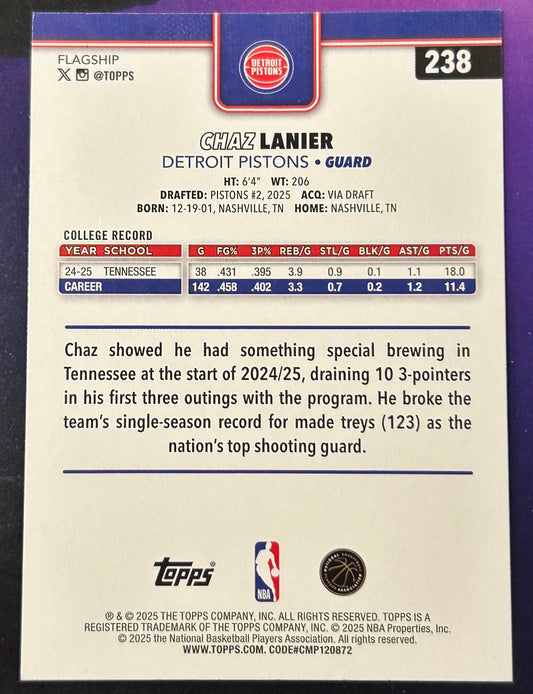 FLAGSHIP
@TOPPS
DETROIT
PISTONS
238
CHAZ LANIER
DETROIT PISTONS • GUARD
HT: 6'4" WT: 206
DRAFTED: PISTONS #2, 2025 ACQ: VIA DRAFT
BORN: 12-19-01, NASHVILLE, TN HOME: NASHVILLE, TN
COLLEGE RECORD
YEAR SCHOOL G FG% 3P% REB/G STL/G BLK/G AST/G PTS/G
24-25 TENNESSEE 38 .431 .395 3.9 0.9 0.1 1.1 18.0
CAREER 142 .458 .402 3.3 0.7 0.2 1.2 11.4
Chaz showed he had something special brewing in
Tennessee at the start of 2024/25, draining 10 3-pointers
in his first three outings with the program. He broke the
team's single-season record for made treys (123) as the
nation's top shooting guard.
TOPPS®
NBA
® & © 2025 THE TOPPS COMPANY, INC. ALL RIGHTS RESERVED. TOPPS IS A
REGISTERED TRADEMARK OF THE TOPPS COMPANY, INC. © 2025 NBA Properties, Inc.
© 2025 the National Basketball Players Association. All rights reserved.
WWW.TOPPS.COM. CODE#CMP120872